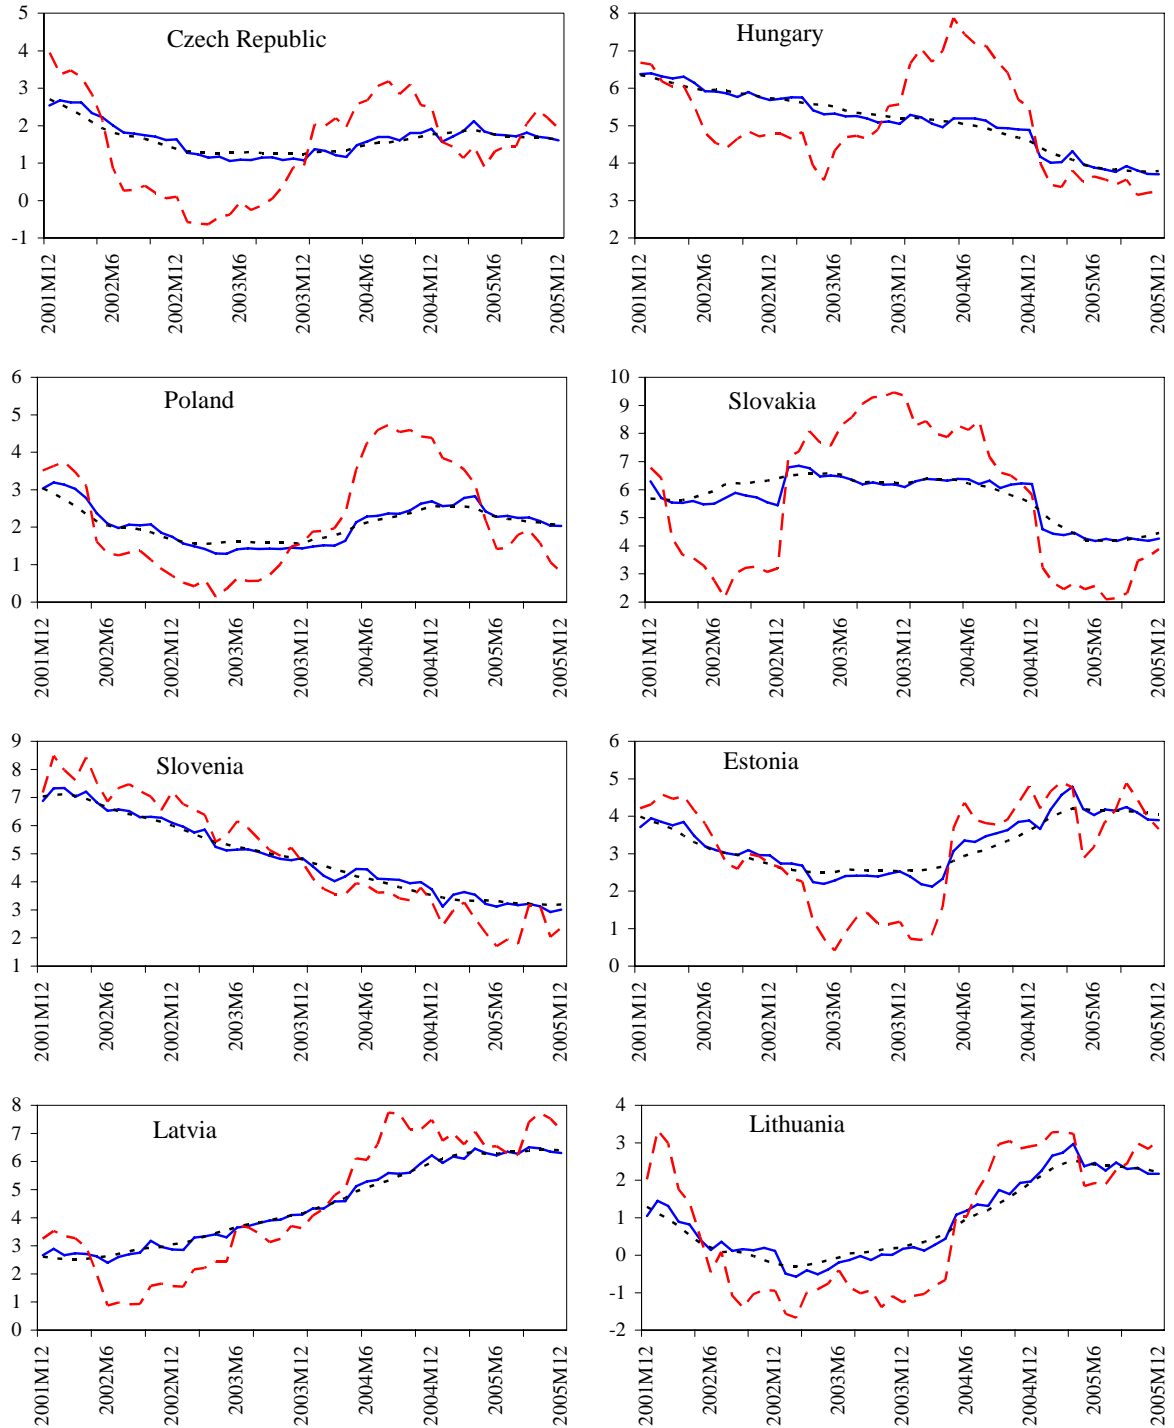 Czech Republic
5
4
3
2
1
0
-1
2001M12
2002M6
2002M12
2003M6
2003M12
2004M6
2004M12
2005M6
2005M12
Hungary
8
7
6
5
4
3
2
2001M12
2002M6
2002M12
2003M6
2003M12
2004M6
2004M12
2005M6
2005M12
Poland
6
5
4
3
2
1
0
2001M12
2002M6
2002M12
2003M6
2003M12
2004M6
2004M12
2005M6
2005M12
Slovakia
10
9
8
7
6
5
4
3
2
2001M12
2002M6
2002M12
2003M6
2003M12
2004M6
2004M12
2005M6
2005M12
Slovenia
9
8
7
6
5
4
3
2
1
2001M12
2002M6
2002M12
2003M6
2003M12
2004M6
2004M12
2005M6
2005M12
Estonia
6
5
4
3
2
1
0
2001M12
2002M6
2002M12
2003M6
2003M12
2004M6
2004M12
2005M6
2005M12
Latvia
8
7
6
5
4
3
2
1
0
2001M12
2002M6
2002M12
2003M6
2003M12
2004M6
2004M12
2005M6
2005M12
Lithuania
4
3
2
1
0
-1
-2
2001M12
2002M6
2002M12
2003M6
2003M12
2004M6
2004M12
2005M6
2005M12